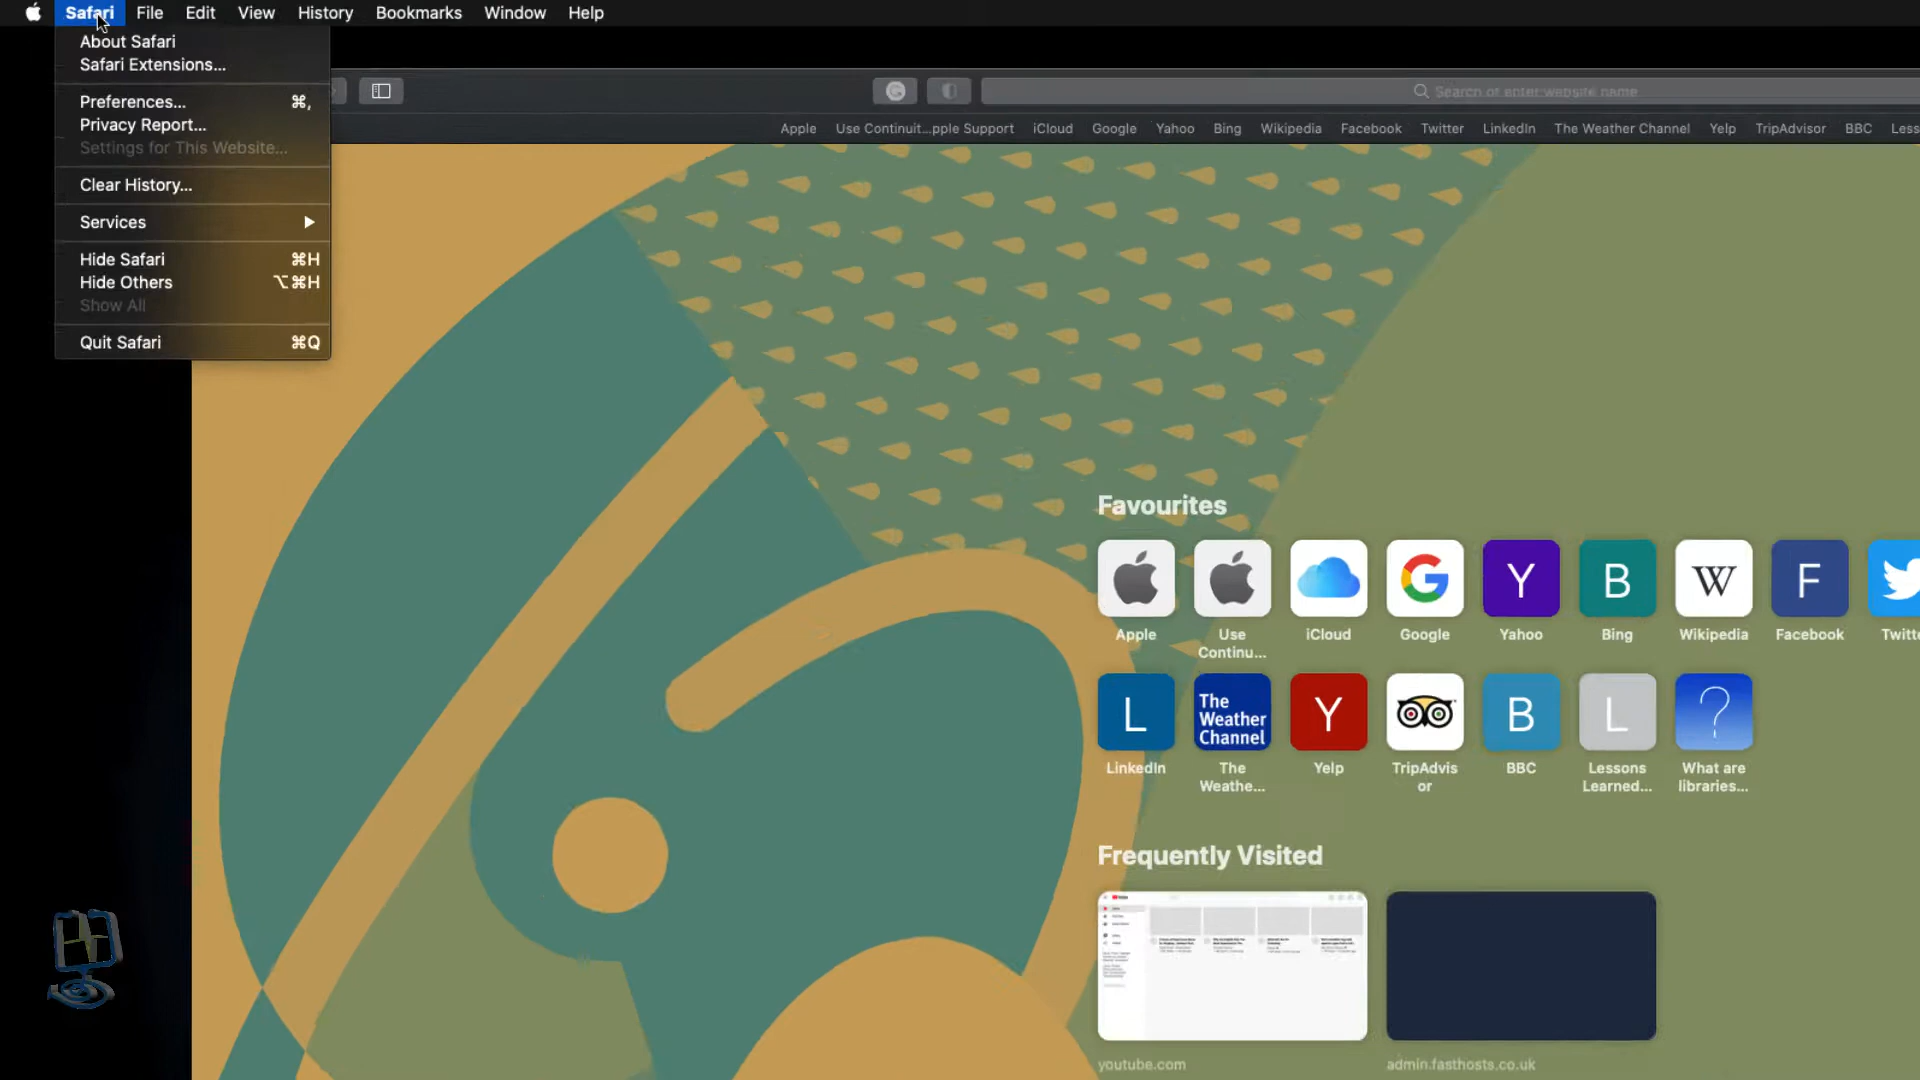 Safari File Edit View History Bookmarks Window Help
About Safari
Safari Extensions...
Preferences... ⌘,
Privacy Report...
Settings for This Website...
Clear History...
Services ▶
Hide Safari ⌘H
Hide Others ⌥⌘H
Show All
Quit Safari ⌘Q
Search or enter website name
Apple Use Continuit...pple Support iCloud Google Yahoo Bing Wikipedia Facebook Twitter LinkedIn The Weather Channel Yelp TripAdvisor BBC Less
Favourites
Y B W F
Apple Use Continu... iCloud Google Yahoo Bing Wikipedia Facebook Twitte
L The Weather Channel Y B L ?
LinkedIn The Weathe... Yelp TripAdvis or BBC Lessons Learned... What are libraries...
Frequently Visited
youtube.com admin.fasthosts.co.uk